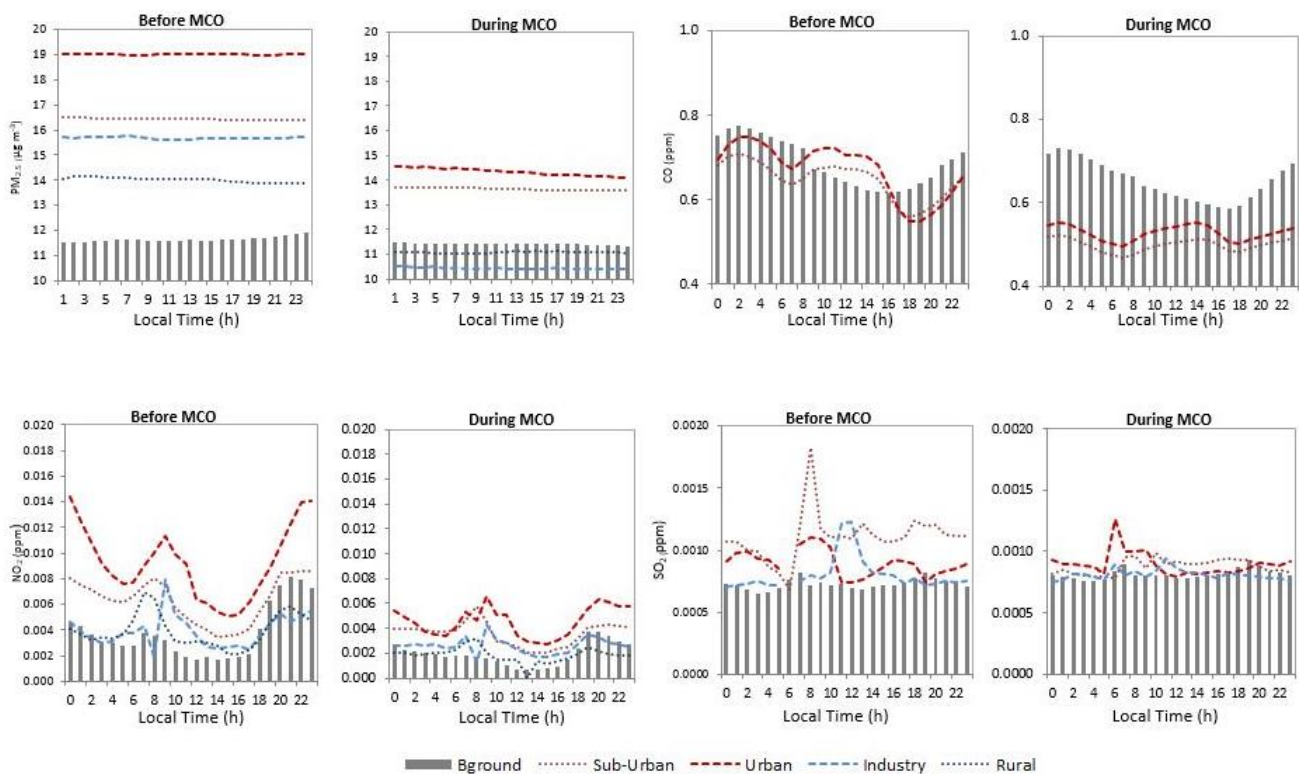 Before MCO
20
19
18
17
16
15
14
13
12
11
10
PM2.5 (µg m-3)
1 3 5 7 9 11 13 15 17 19 21 23
Local Time (h)
During MCO
20
19
18
17
16
15
14
13
12
11
10
1 3 5 7 9 11 13 15 17 19 21 23
Local Time (h)
Before MCO
1.0
0.8
0.6
0.4
CO (ppm)
0 2 4 6 8 10 12 14 16 18 20 22
Local Time (h)
During MCO
1.0
0.8
0.6
0.4
0 2 4 6 8 10 12 14 16 18 20 22
Local Time (h)
Before MCO
0.020
0.018
0.016
0.014
0.012
0.010
0.008
0.006
0.004
0.002
0.000
NO2 (ppm)
0 2 4 6 8 10 12 14 16 18 20 22
Local Time (h)
During MCO
0.020
0.018
0.016
0.014
0.012
0.010
0.008
0.006
0.004
0.002
0.000
0 2 4 6 8 10 12 14 16 18 20 22
Local TIme (h)
Before MCO
0.0020
0.0015
0.0010
0.0005
0.0000
SO2 (ppm)
0 2 4 6 8 10 12 14 16 18 20 22
Local Time (h)
During MCO
0.0020
0.0015
0.0010
0.0005
0.0000
0 2 4 6 8 10 12 14 16 18 20 22
Local Time (h)
Bground Sub-Urban Urban Industry Rural